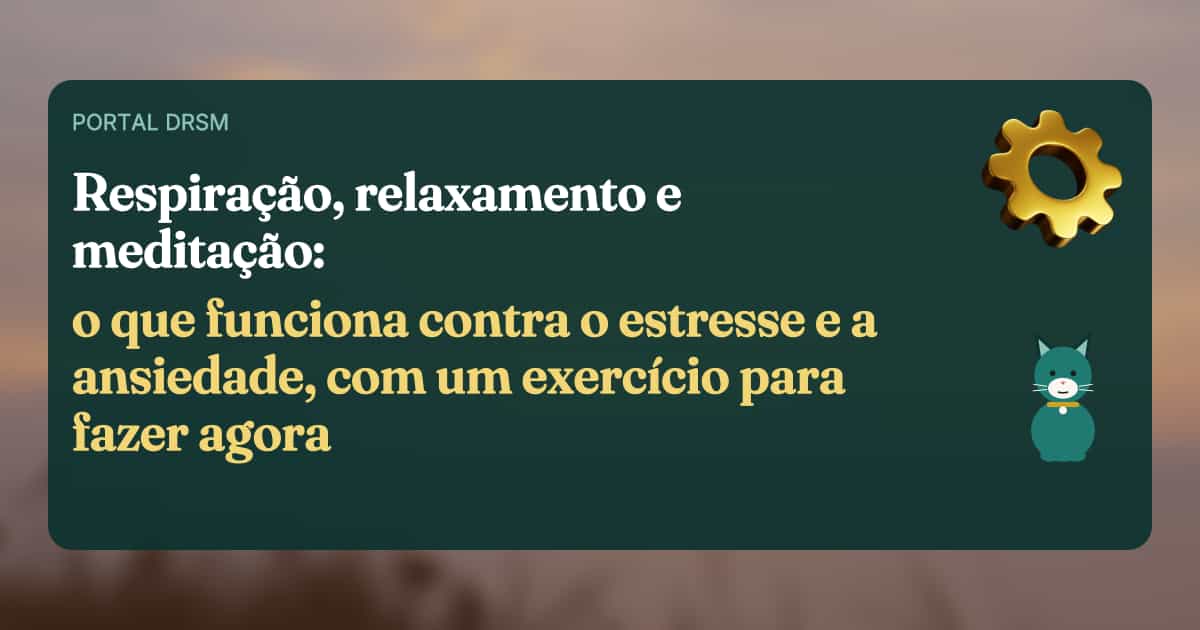 PORTAL DRSM
Respiração, relaxamento e
meditação:
o que funciona contra o estresse e a
ansiedade, com um exercício para
fazer agora